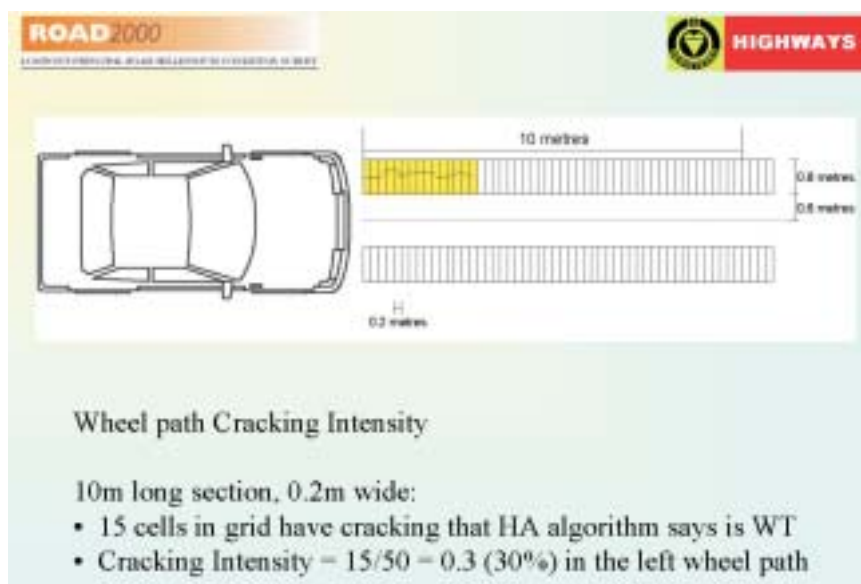 ROAD2000
HIGHWAYS
10 metres
0.8 metres
0.6 metres
0.2 metres
Wheel path Cracking Intensity
10m long section, 0.2m wide:
• 15 cells in grid have cracking that HA algorithm says is WT
• Cracking Intensity = 15/50 = 0.3 (30%) in the left wheel path